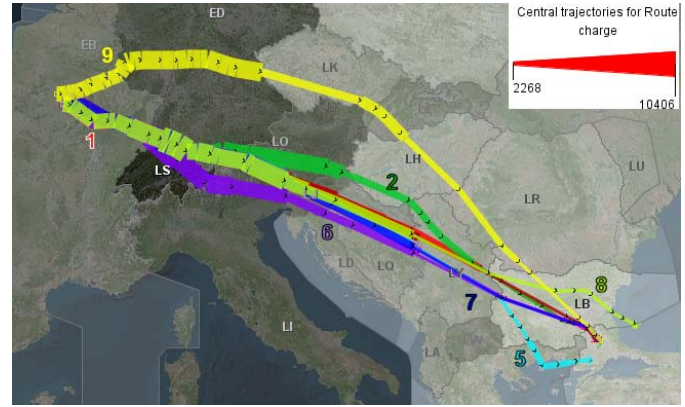 Central trajectories for Route
charge
2268
10406
ED
EB
9
LK
1
LO
LU
LS
2
LH
LR
6
LD
LQ
LY
8
7
LB
LI
LA
5